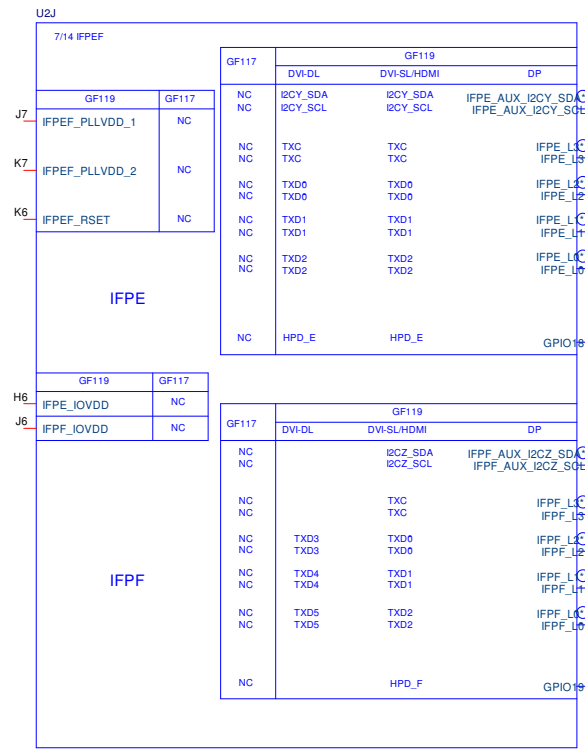 U2J
7/14 IFPEF
GF117 GF119
DVI-DL DVI-SL/HDMI DP
NC I2CY_SDA I2CY_SDA IFPE_AUX_I2CY_SDA
NC I2CY_SCL I2CY_SCL IFPE_AUX_I2CY_SCL
GF119 GF117
J7 IFPEF_PLLVDD_1 NC
NC TXC TXC IFPE_L3
NC TXC TXC IFPE_L3
K7 IFPEF_PLLVDD_2 NC
NC TXD0 TXD0 IFPE_L2
NC TXD0 TXD0 IFPE_L2
K6 IFPEF_RSET NC
NC TXD1 TXD1 IFPE_L1
NC TXD1 TXD1 IFPE_L1
NC TXD2 TXD2 IFPE_L0
NC TXD2 TXD2 IFPE_L0
IFPE
NC HPD_E HPD_E GPIO18
GF119 GF117
H6 IFPE_IOVDD NC
J6 IFPF_IOVDD NC
GF117 GF119
DVI-DL DVI-SL/HDMI DP
NC I2CZ_SDA IFPF_AUX_I2CZ_SDA
NC I2CZ_SCL IFPF_AUX_I2CZ_SCL
NC TXC IFPF_L3
NC TXC IFPF_L3
NC TXD3 TXD0 IFPF_L2
NC TXD3 TXD0 IFPF_L2
NC TXD4 TXD1 IFPF_L1
NC TXD4 TXD1 IFPF_L1
IFPF
NC TXD5 TXD2 IFPF_L0
NC TXD5 TXD2 IFPF_L0
NC HPD_F GPIO19